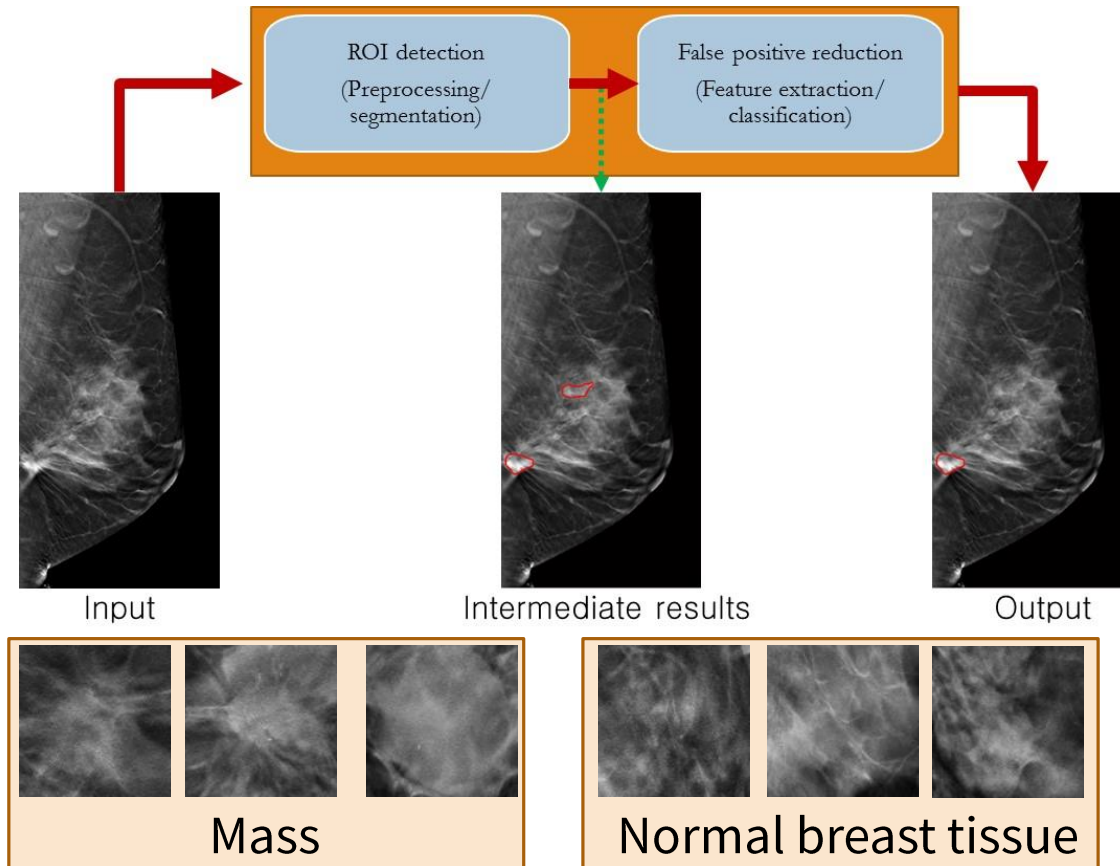 ROI detection
(Preprocessing/
segmentation)
False positive reduction
(Feature extraction/
classification)
Input
Intermediate results
Output
Mass
Normal breast tissue